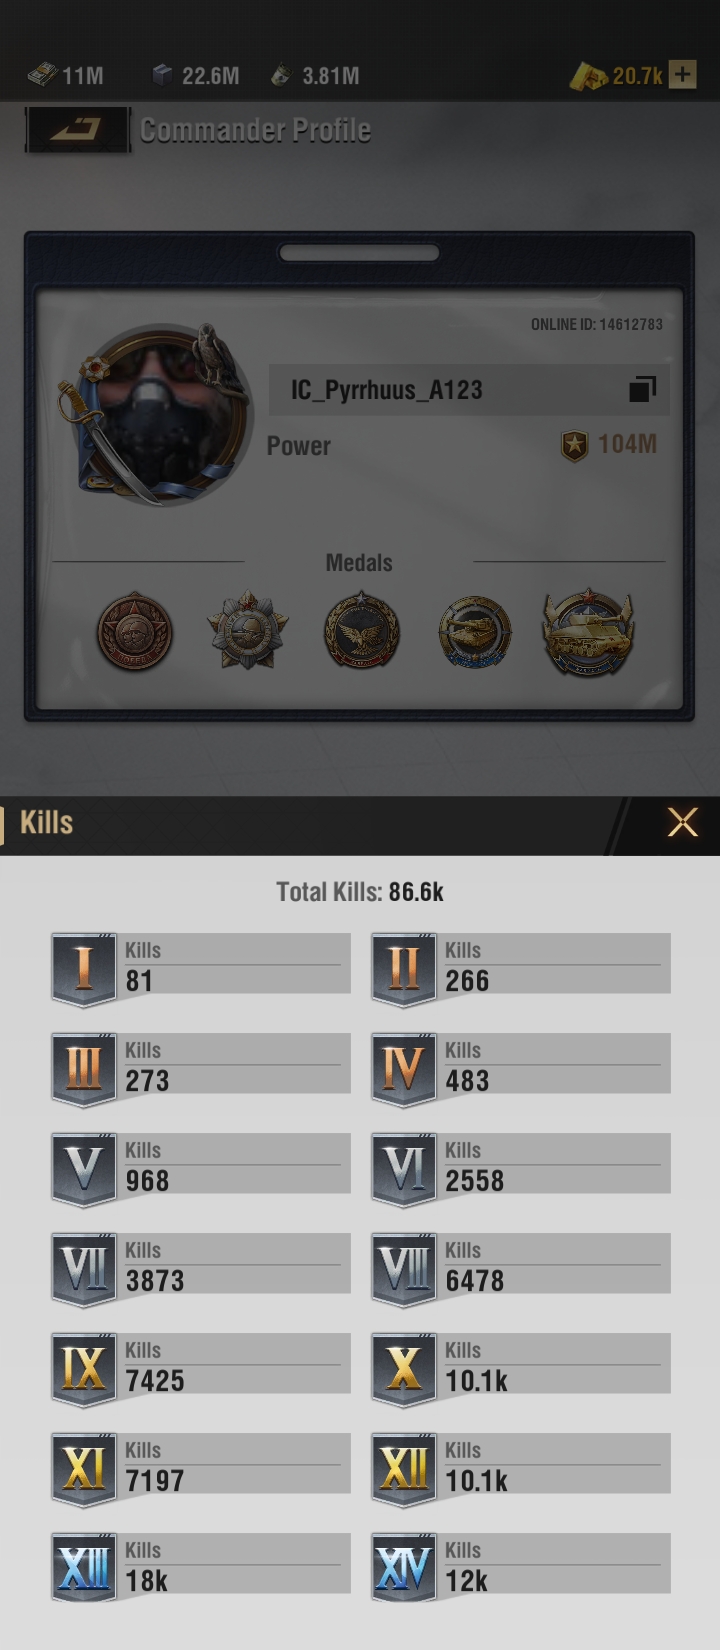 11M 22.6M 3.81M 20.7k +
Commander Profile
ONLINE ID: 14612783
IC_Pyrrhuus_A123
Power 104M
Medals
Kills
Total Kills: 86.6k
I Kills 81
II Kills 266
III Kills 273
IV Kills 483
V Kills 968
VI Kills 2558
VII Kills 3873
VIII Kills 6478
IX Kills 7425
X Kills 10.1k
XI Kills 7197
XII Kills 10.1k
XIII Kills 18k
XIV Kills 12k